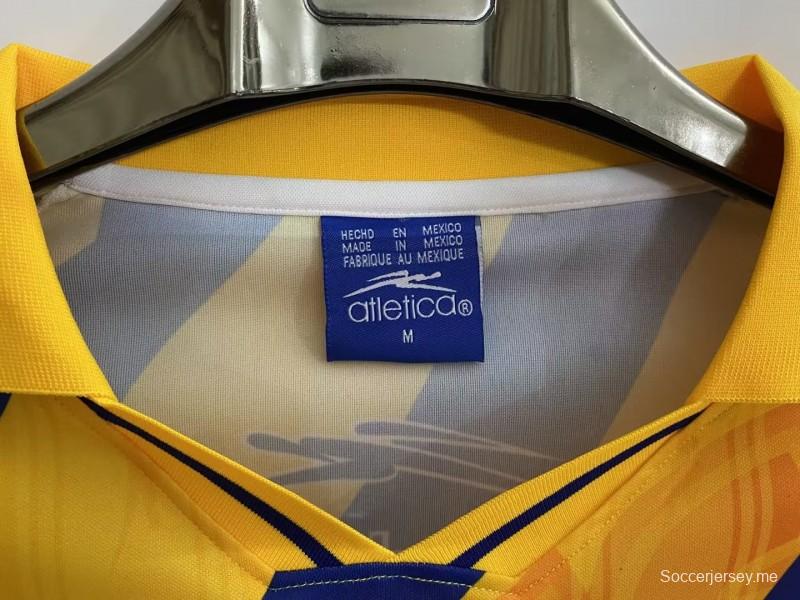 HECHO EN MEXICO
MADE IN MEXICO
FABRIQUE AU MEXIQUE
atletica®
M
Soccerjersey.me